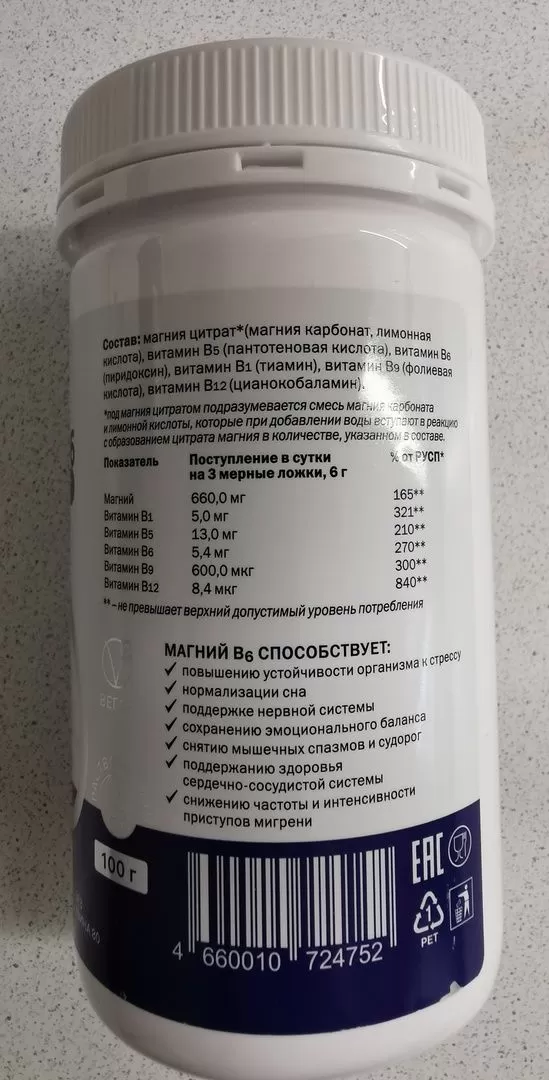 Состав: магния цитрат*(магния карбонат, лимонная
кислота), витамин B5 (пантотеновая кислота), витамин B6
(пиридоксин), витамин B1 (тиамин), витамин B9 (фолиевая
кислота), витамин B12 (цианокобаламин).
*под магния цитратом подразумевается смесь магния карбоната
и лимонной кислоты, которые при добавлении воды вступают в реакцию
с образованием цитрата магния в количестве, указанном в составе.
Показатель Поступление в сутки % от РУСП*
на 3 мерные ложки, 6 г
Магний 660,0 мг 165**
Витамин B1 5,0 мг 321**
Витамин B5 13,0 мг 210**
Витамин B6 5,4 мг 270**
Витамин B9 600,0 мкг 300**
Витамин B12 8,4 мкг 840**
** – не превышает верхний допустимый уровень потребления
МАГНИЙ B6 СПОСОБСТВУЕТ:
✓ повышению устойчивости организма к стрессу
✓ нормализации сна
✓ поддержке нервной системы
✓ сохранению эмоционального баланса
✓ снятию мышечных спазмов и судорог
✓ поддержанию здоровья
сердечно-сосудистой системы
✓ снижению частоты и интенсивности
приступов мигрени
100 г
EAC
1
PET
4 660010 724752